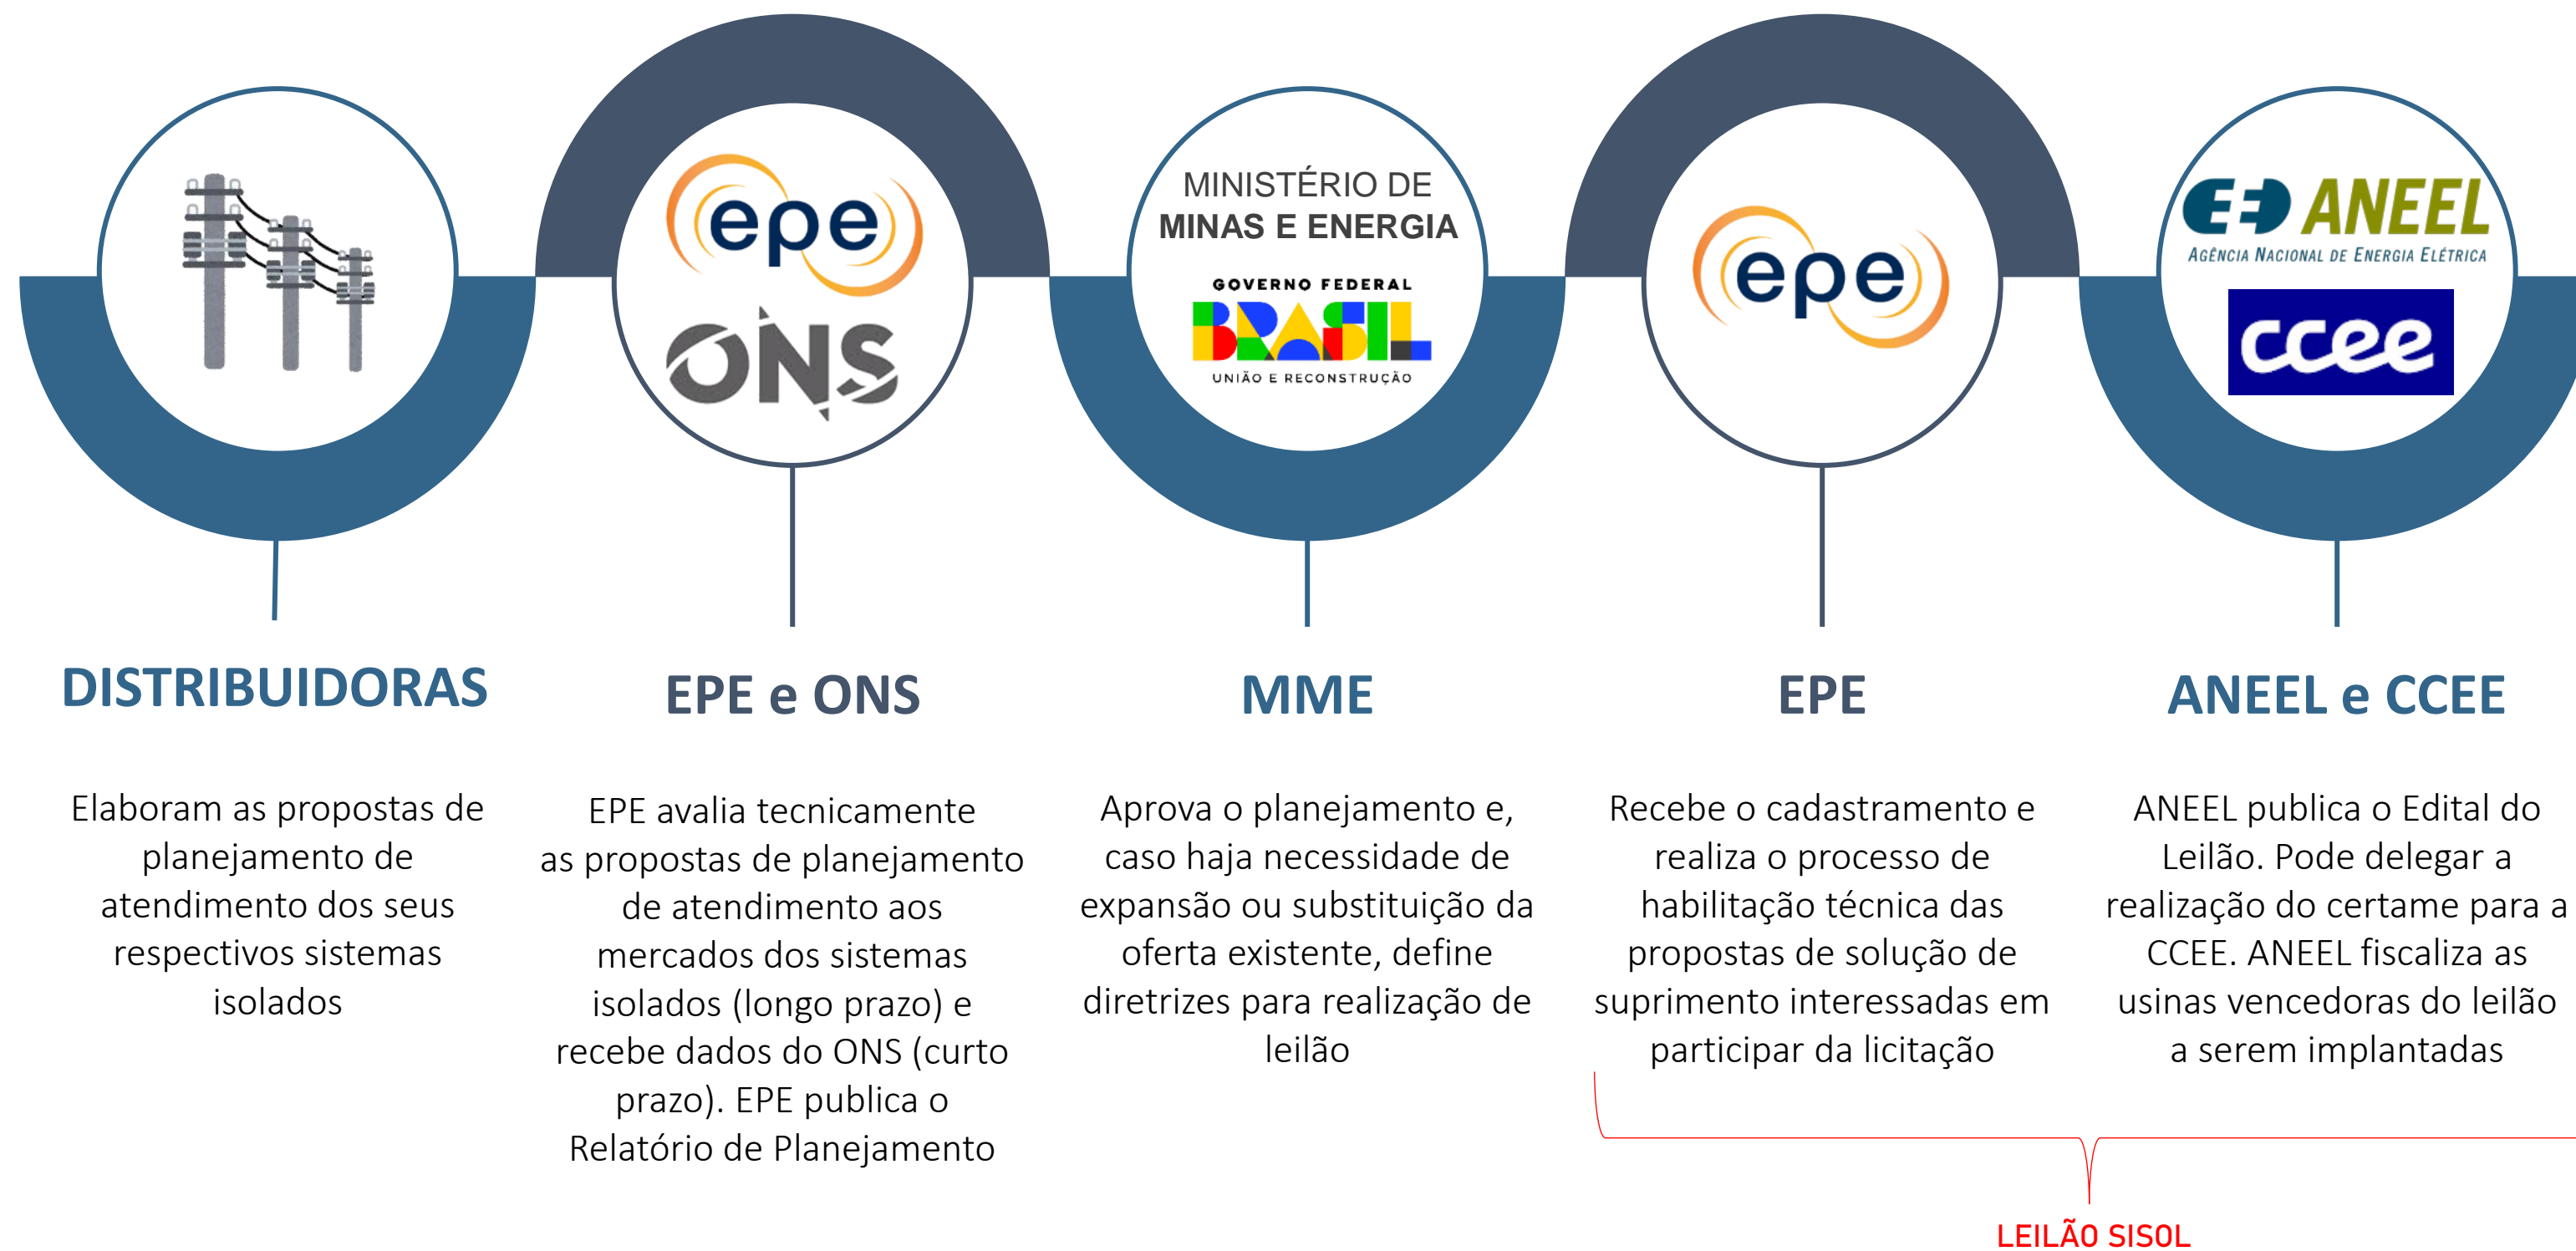 epe
ONS
MINISTÉRIO DE
MINAS E ENERGIA
GOVERNO FEDERAL
BRASIL
UNIÃO E RECONSTRUÇÃO
epe
ANEEL
AGÊNCIA NACIONAL DE ENERGIA ELÉTRICA
ccee
DISTRIBUIDORAS
Elaboram as propostas de
planejamento de
atendimento dos seus
respectivos sistemas
isolados
EPE e ONS
EPE avalia tecnicamente
as propostas de planejamento
de atendimento aos
mercados dos sistemas
isolados (longo prazo) e
recebe dados do ONS (curto
prazo). EPE publica o
Relatório de Planejamento
MME
Aprova o planejamento e,
caso haja necessidade de
expansão ou substituição da
oferta existente, define
diretrizes para realização de
leilão
EPE
Recebe o cadastramento e
realiza o processo de
habilitação técnica das
propostas de solução de
suprimento interessadas em
participar da licitação
ANEEL e CCEE
ANEEL publica o Edital do
Leilão. Pode delegar a
realização do certame para a
CCEE. ANEEL fiscaliza as
usinas vencedoras do leilão
a serem implantadas
LEILÃO SISOL